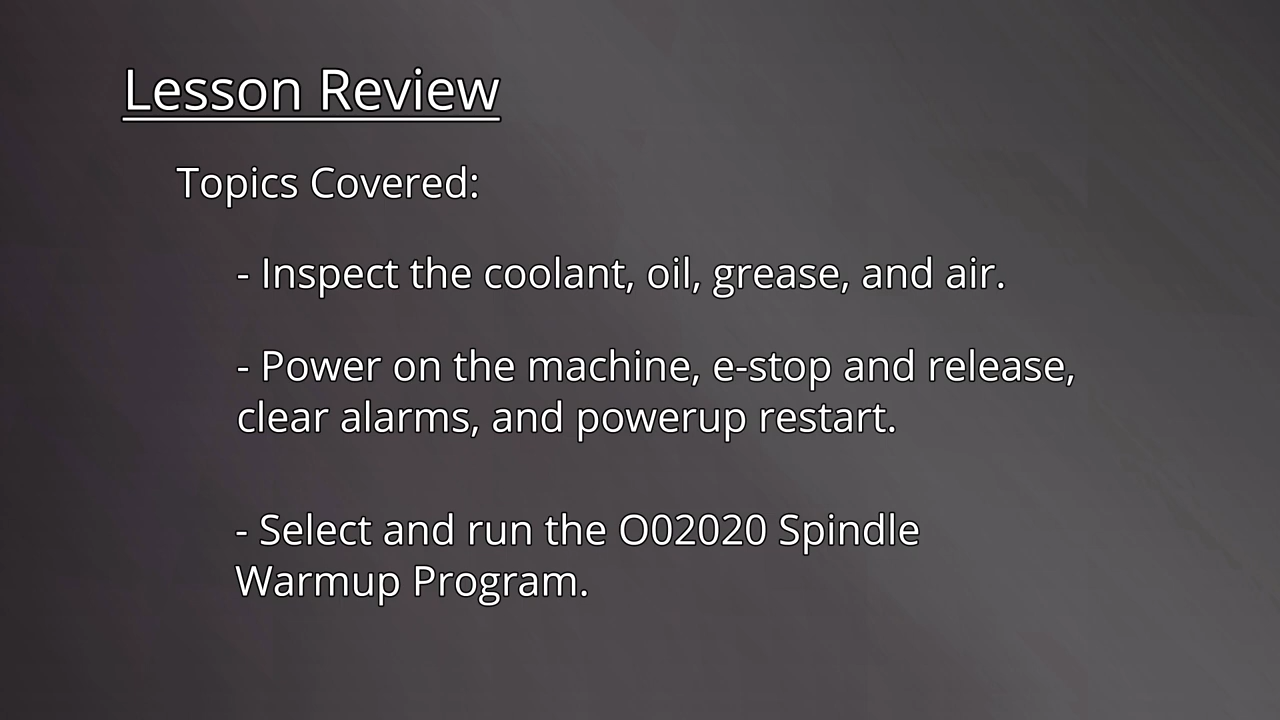 Lesson Review
Topics Covered:
- Inspect the coolant, oil, grease, and air.
- Power on the machine, e-stop and release,
clear alarms, and powerup restart.
- Select and run the O02020 Spindle
Warmup Program.